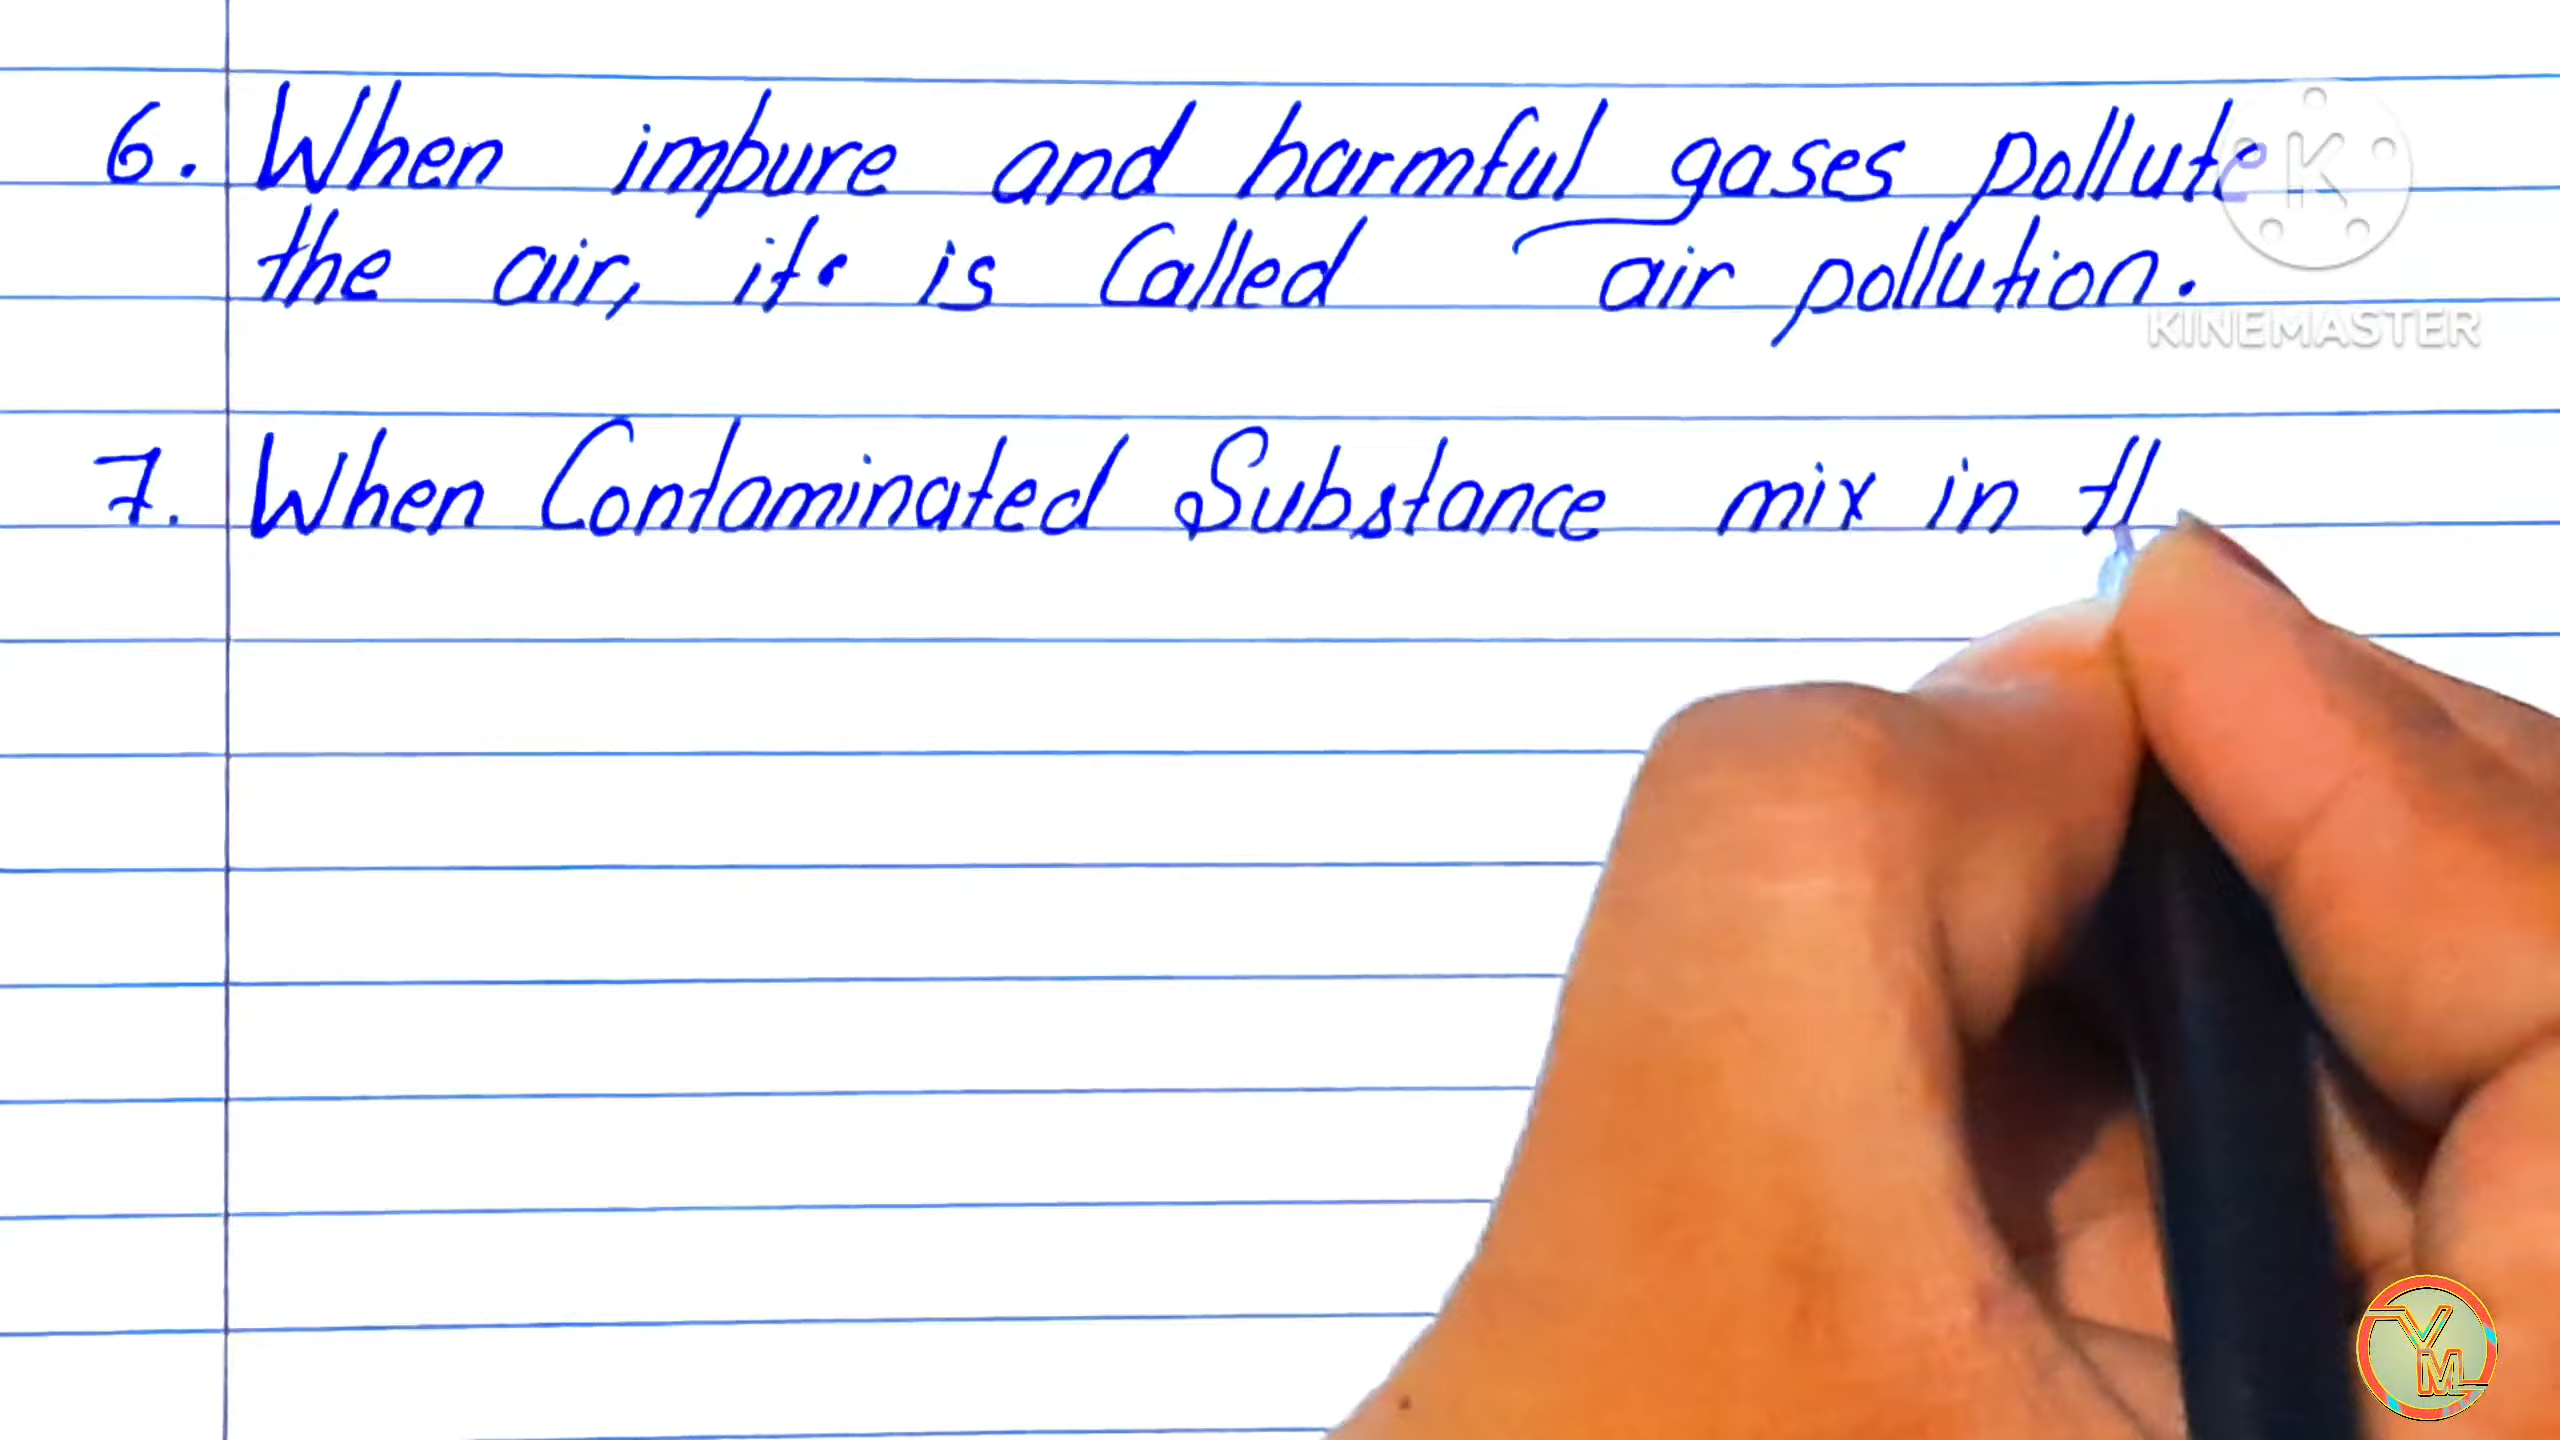 6. When impure and harmful gases pollute
the air, it is Called air pollution.
KINEMASTER
7. When Contaminated Substance mix in
YM